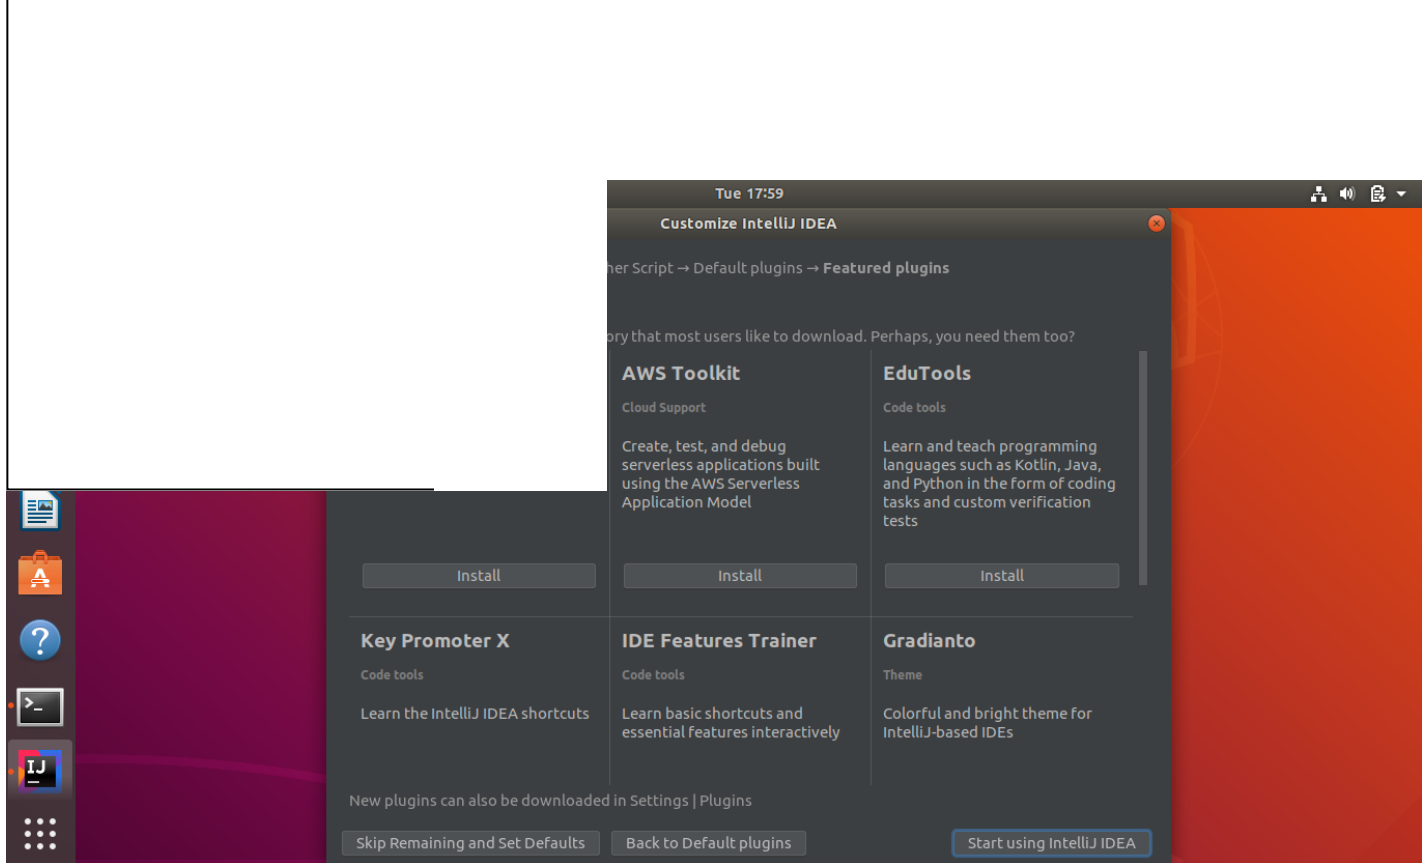 Tue 17:59
Customize IntelliJ IDEA
Script → Default plugins → Featured plugins
that most users like to download. Perhaps, you need them too?
AWS Toolkit
Cloud Support
Create, test, and debug
serverless applications built
using the AWS Serverless
Application Model
Install
EduTools
Code tools
Learn and teach programming
languages such as Kotlin, Java,
and Python in the form of coding
tasks and custom verification
tests
Install
Install
Key Promoter X
Code tools
Learn the IntelliJ IDEA shortcuts
IDE Features Trainer
Code tools
Learn basic shortcuts and
essential features interactively
Gradianto
Theme
Colorful and bright theme for
IntelliJ-based IDEs
New plugins can also be downloaded in Settings | Plugins
Skip Remaining and Set Defaults
Back to Default plugins
Start using IntelliJ IDEA
IJ